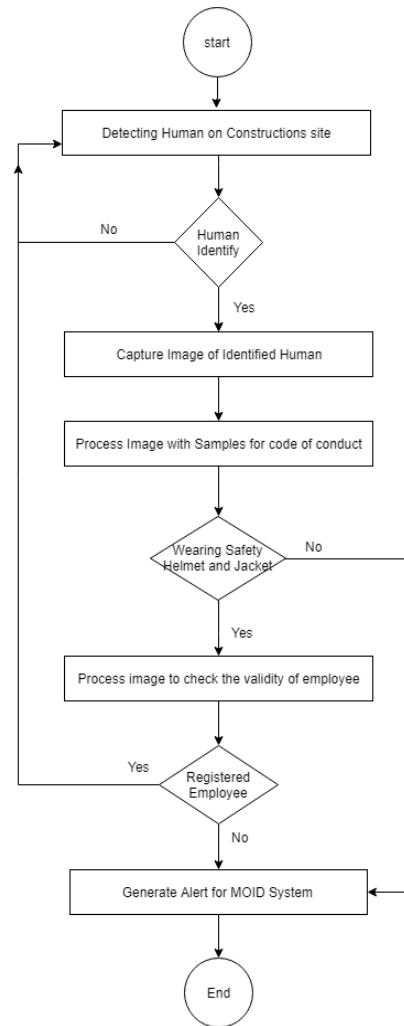 start
Detecting Human on Constructions site
No
Human
Identify
Yes
Capture Image of Identified Human
Process Image with Samples for code of conduct
Wearing Safety
Helmet and Jacket
No
Yes
Process image to check the validity of employee
Yes
Registered
Employee
No
Generate Alert for MOID System
End